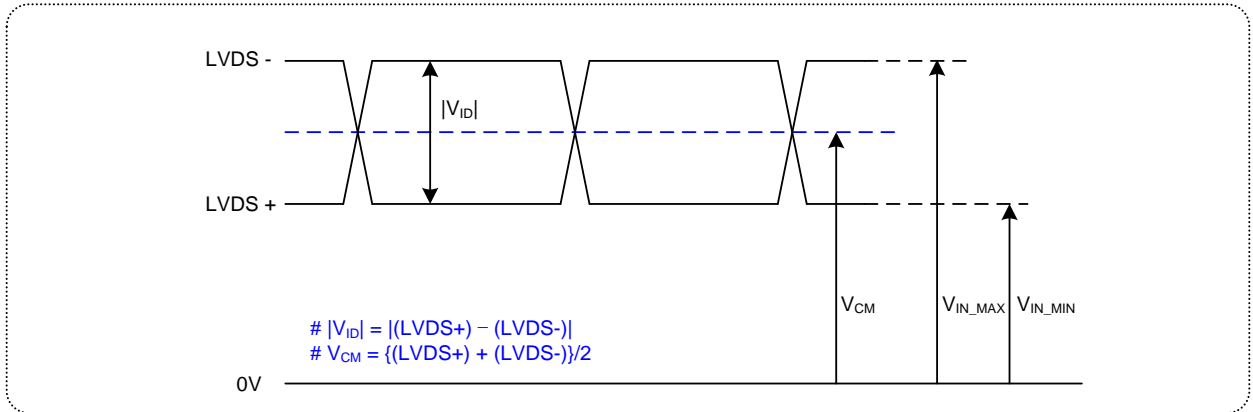 LVDS -
|VID|
LVDS +
VCM
VIN_MAX
VIN_MIN
# |VID| = |(LVDS+) – (LVDS-)|
# VCM = {(LVDS+) + (LVDS-)}/2
0V